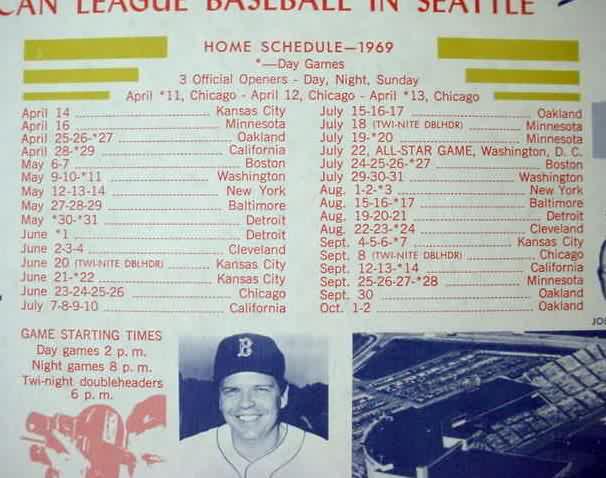 CAN LEAGUE BASEBALL IN SEATTLE
HOME SCHEDULE—1969
*—Day Games
3 Official Openers - Day, Night, Sunday
April *11, Chicago - April 12, Chicago - April *13, Chicago
April 14 Kansas City
April 16 Minnesota
April 25-26-*27 Oakland
April 28-*29 California
May 6-7 Boston
May 9-10-*11 Washington
May 12-13-14 New York
May 27-28-29 Baltimore
May *30-*31 Detroit
June *1 Detroit
June 2-3-4 Cleveland
June 20 (TWI-NITE DBLHDR) Kansas City
June 21-*22 Kansas City
June 23-24-25-26 Chicago
July 7-8-9-10 California
July 15-16-17 Oakland
July 18 (TWI-NITE DBLHDR) Minnesota
July 19-*20 Minnesota
July 22, ALL-STAR GAME, Washington, D. C.
July 24-25-26-*27 Boston
July 29-30-31 Washington
Aug. 1-2-*3 New York
Aug. 15-16-*17 Baltimore
Aug. 19-20-21 Detroit
Aug. 22-23-*24 Cleveland
Sept. 4-5-6-*7 Kansas City
Sept. 8 (TWI-NITE DBLHDR) Chicago
Sept. 12-13-*14 California
Sept. 25-26-27-*28 Minnesota
Sept. 30 Oakland
Oct. 1-2 Oakland
GAME STARTING TIMES
Day games 2 p. m.
Night games 8 p. m.
Twi-night doubleheaders
6 p. m.
B